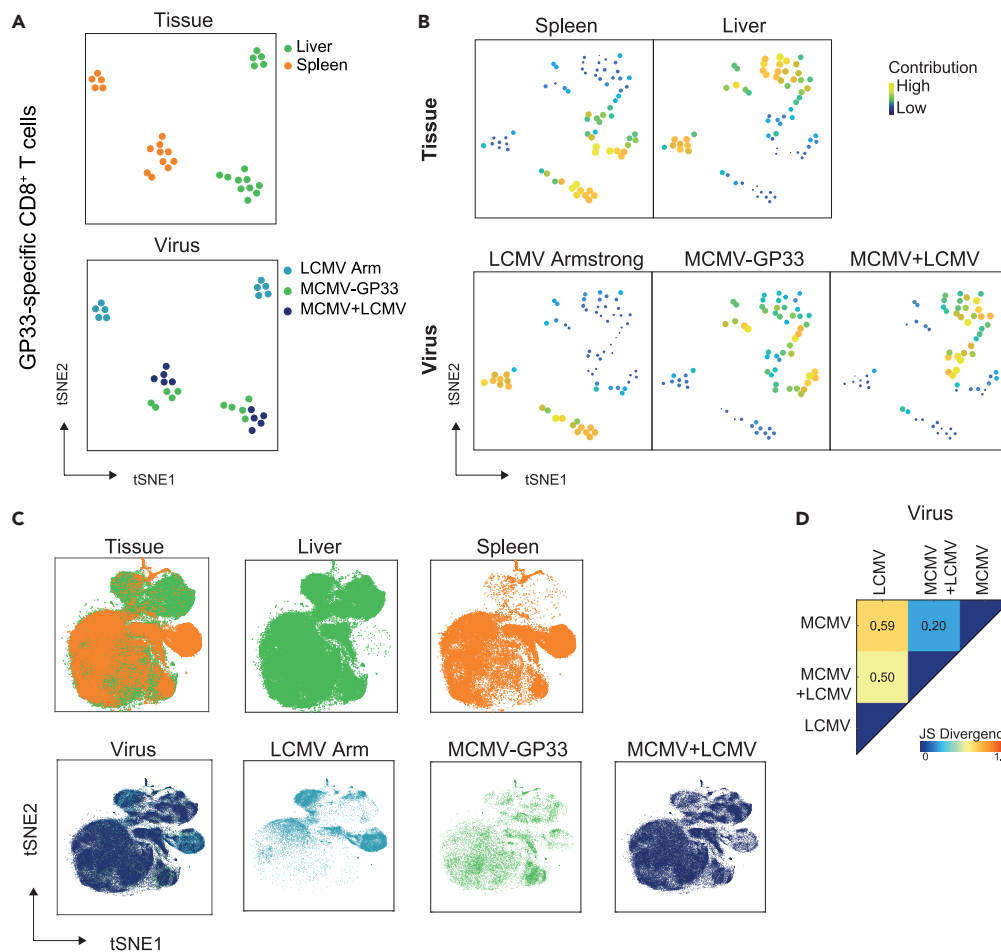 A
Tissue
Liver
Spleen
GP33-specific CD8⁺ T cells
Virus
LCMV Arm
MCMV-GP33
MCMV+LCMV
tSNE2
tSNE1
B
Spleen
Liver
Contribution
High
Low
Tissue
LCMV Armstrong
MCMV-GP33
MCMV+LCMV
Virus
tSNE2
tSNE1
C
Tissue
Liver
Spleen
Virus
LCMV Arm
MCMV-GP33
MCMV+LCMV
tSNE2
tSNE1
D
Virus
LCMV
MCMV
+LCMV
MCMV
MCMV
0.59
0.20
MCMV
+LCMV
0.50
LCMV
JS Divergenc
0
1.